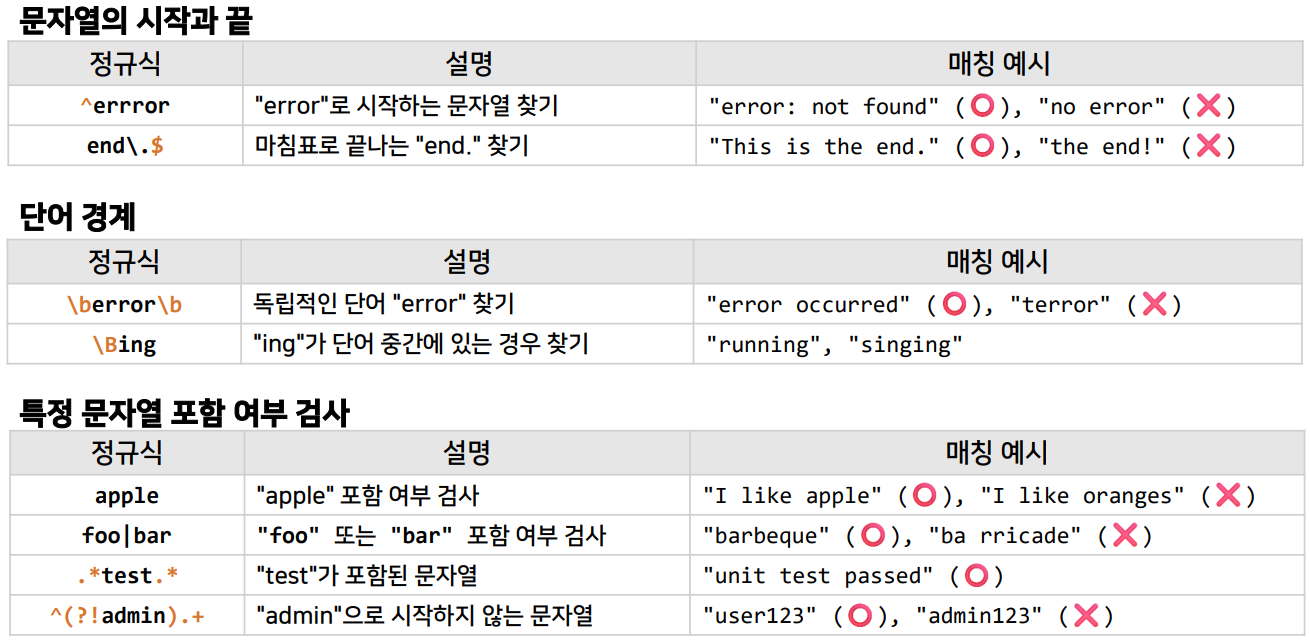 문자열의 시작과 끝
정규식 설명 매칭 예시
^errror "error"로 시작하는 문자열 찾기 "error: not found" (⭕), "no error" (❌)
end\.$ 마침표로 끝나는 "end." 찾기 "This is the end." (⭕), "the end!" (❌)
단어 경계
정규식 설명 매칭 예시
\berror\b 독립적인 단어 "error" 찾기 "error occurred" (⭕), "terror" (❌)
\Bing "ing"가 단어 중간에 있는 경우 찾기 "running", "singing"
특정 문자열 포함 여부 검사
정규식 설명 매칭 예시
apple "apple" 포함 여부 검사 "I like apple" (⭕), "I like oranges" (❌)
foo|bar "foo" 또는 "bar" 포함 여부 검사 "barbeque" (⭕), "ba rricade" (❌)
.*test.* "test"가 포함된 문자열 "unit test passed" (⭕)
^(?!admin).+ "admin"으로 시작하지 않는 문자열 "user123" (⭕), "admin123" (❌)